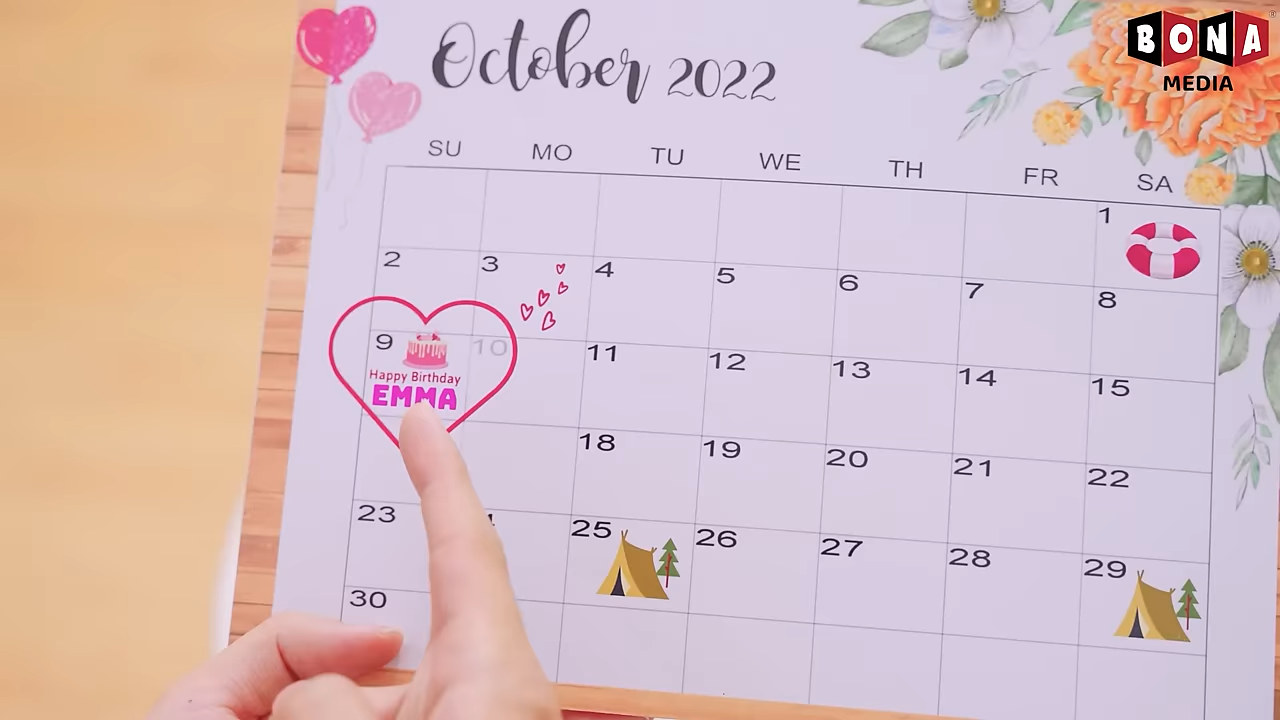 BONA
MEDIA
October 2022
SU MO TU WE TH FR SA
1
2 3 4 5 6 7 8
9 10 11 12 13 14 15
Happy Birthday
EMMA
18 19 20 21 22
23 25 26 27 28 29
30